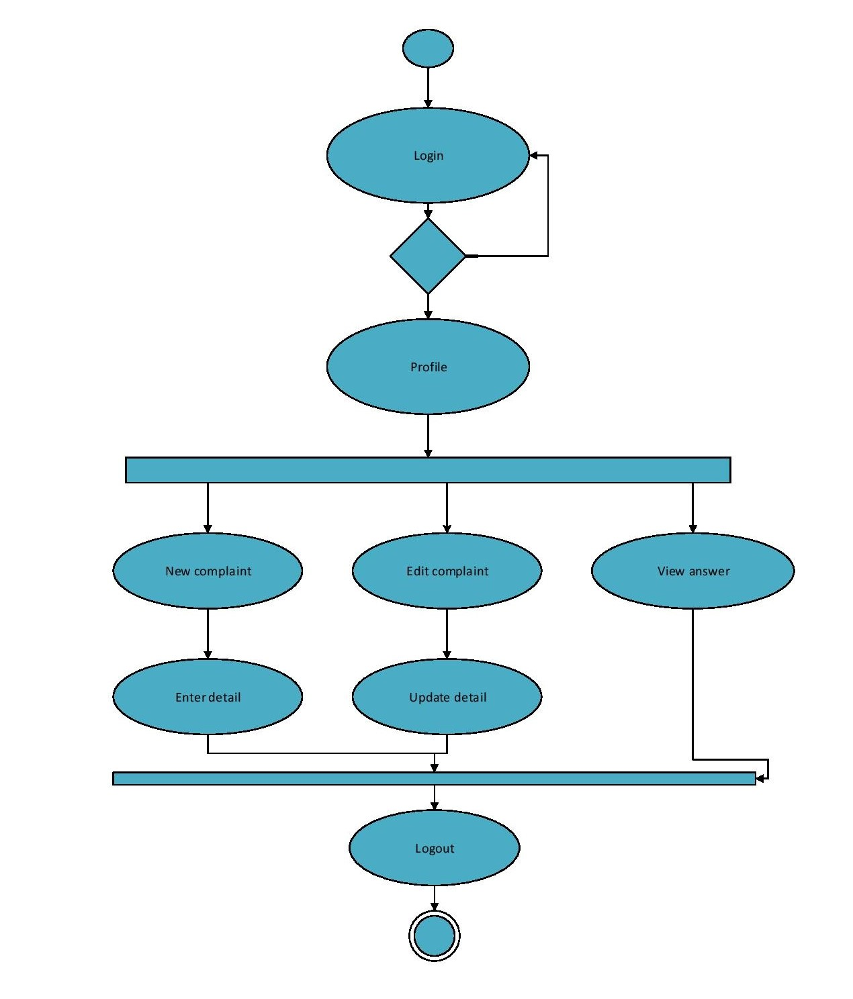 Login
Profile
New complaint
Edit complaint
View answer
Enter detail
Update detail
Logout